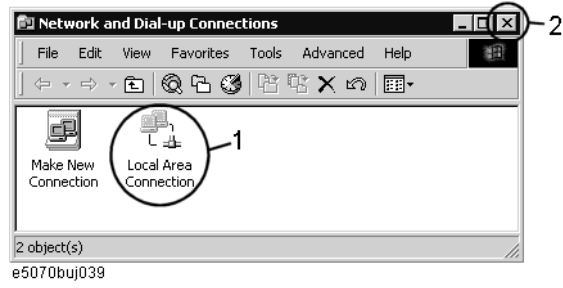 Network and Dial-up Connections
2
File Edit View Favorites Tools Advanced Help
1
Make New
Connection
Local Area
Connection
2 object(s)
e5070buj039